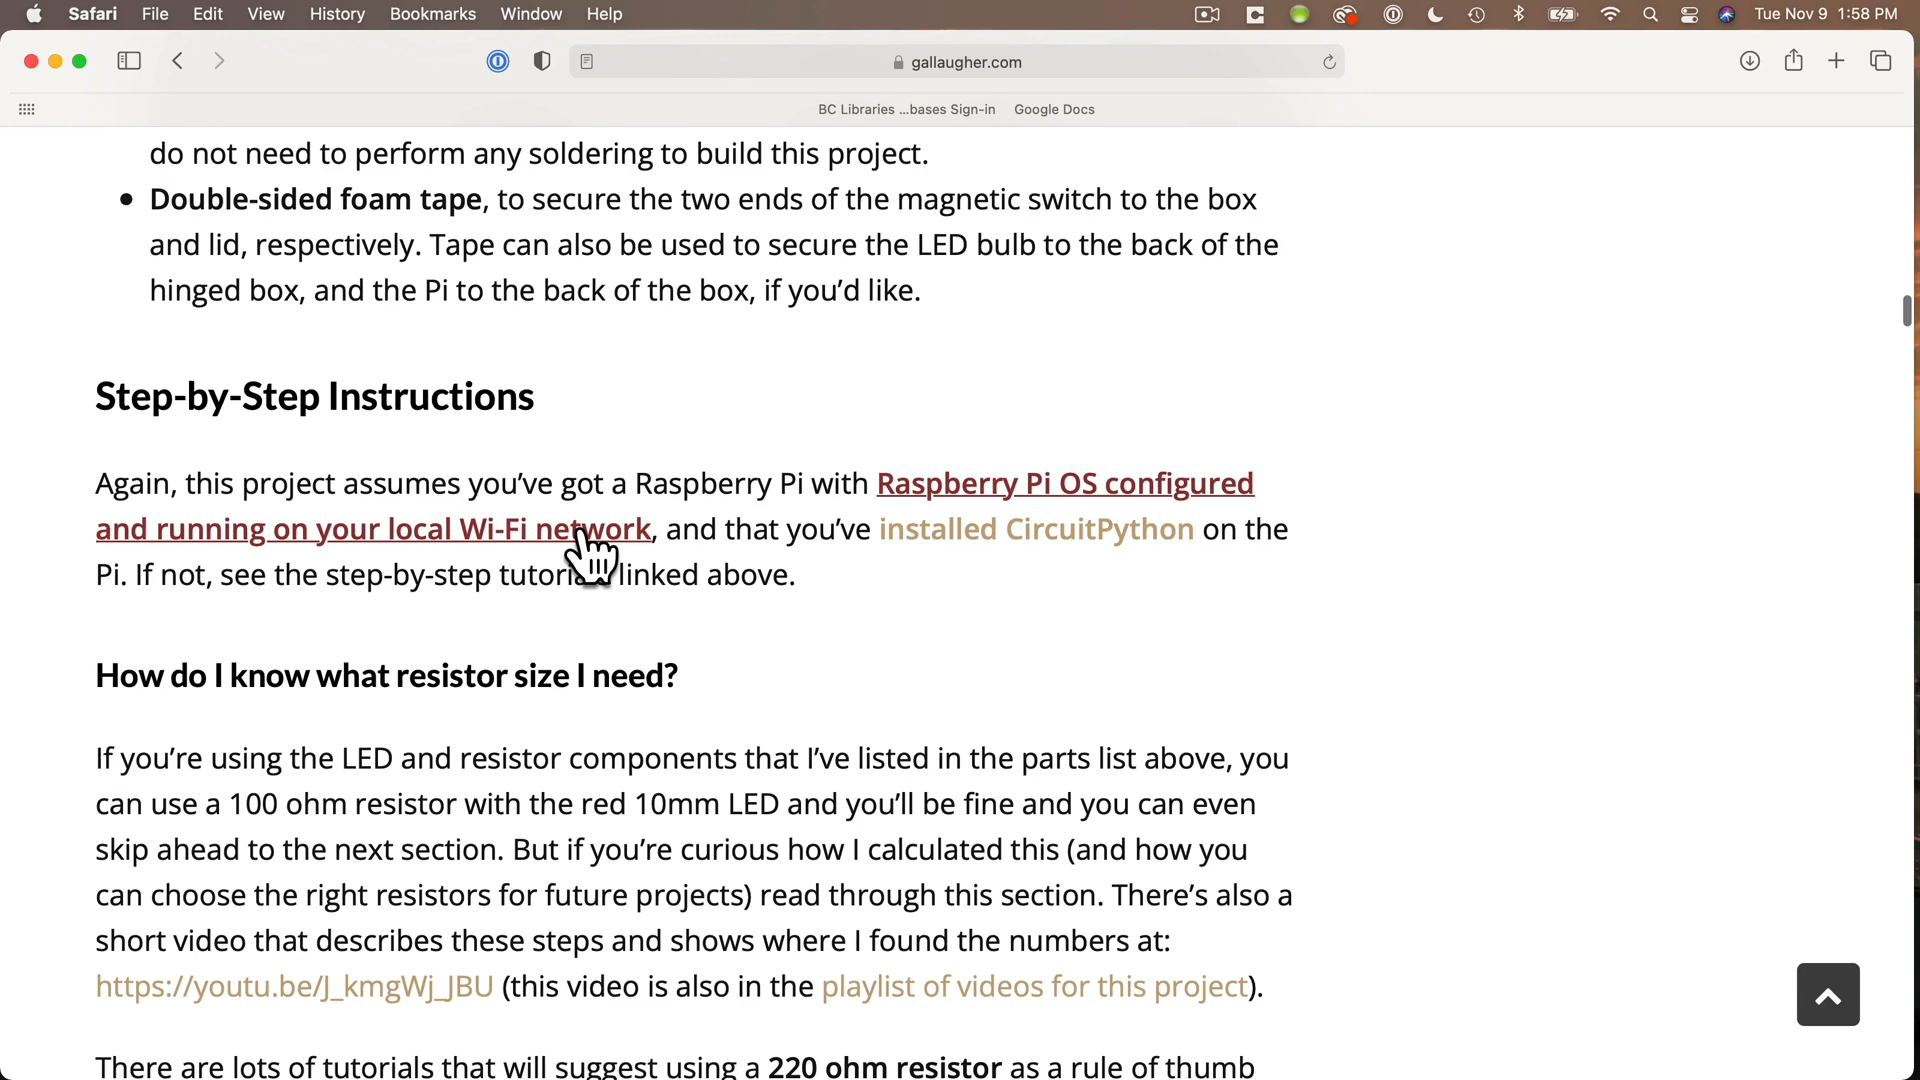 Safari File Edit View History Bookmarks Window Help Tue Nov 9 1:58 PM
gallaugher.com
BC Libraries ...bases Sign-in Google Docs
do not need to perform any soldering to build this project.
• Double-sided foam tape, to secure the two ends of the magnetic switch to the box
and lid, respectively. Tape can also be used to secure the LED bulb to the back of the
hinged box, and the Pi to the back of the box, if you’d like.
Step-by-Step Instructions
Again, this project assumes you’ve got a Raspberry Pi with Raspberry Pi OS configured
and running on your local Wi-Fi network, and that you’ve installed CircuitPython on the
Pi. If not, see the step-by-step linked above.
How do I know what resistor size I need?
If you’re using the LED and resistor components that I’ve listed in the parts list above, you
can use a 100 ohm resistor with the red 10mm LED and you’ll be fine and you can even
skip ahead to the next section. But if you’re curious how I calculated this (and how you
can choose the right resistors for future projects) read through this section. There’s also a
short video that describes these steps and shows where I found the numbers at:
https://youtu.be/J_kmgWj_JBU (this video is also in the playlist of videos for this project).
There are lots of tutorials that will suggest using a 220 ohm resistor as a rule of thumb